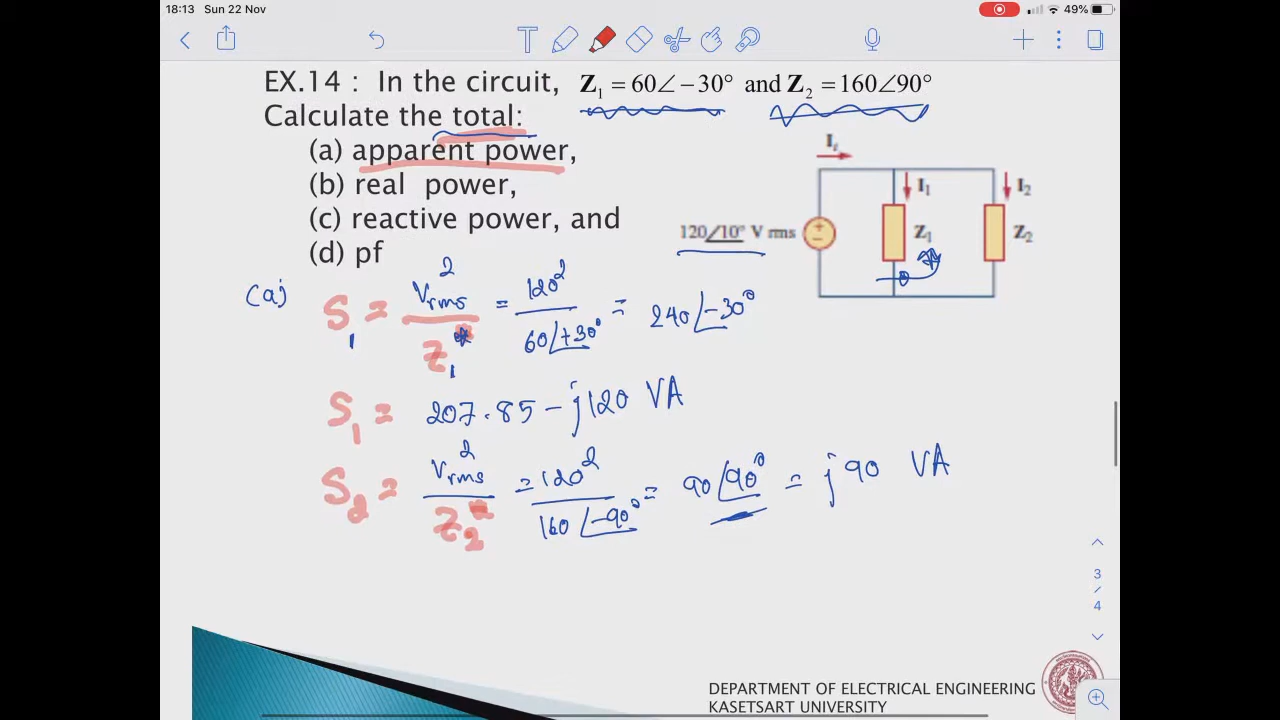 18:13 Sun 22 Nov
49%
EX.14 : In the circuit, Z₁ = 60∠−30° and Z₂ = 160∠90°
Calculate the total:
(a) apparent power,
(b) real power,
(c) reactive power, and
(d) pf
120∠10° V rms
+
−
I₁
I₂
Z₁
Z₂
(a) S₁ = Vrms² / Z₁* = 120² / 60∠+30° = 240∠−30°
S₁ = 207.85 − j120 VA
S₂ = Vrms² / Z₂* = 120² / 160∠−90° = 90∠90° = j90 VA
3
/
4
DEPARTMENT OF ELECTRICAL ENGINEERING
KASETSART UNIVERSITY